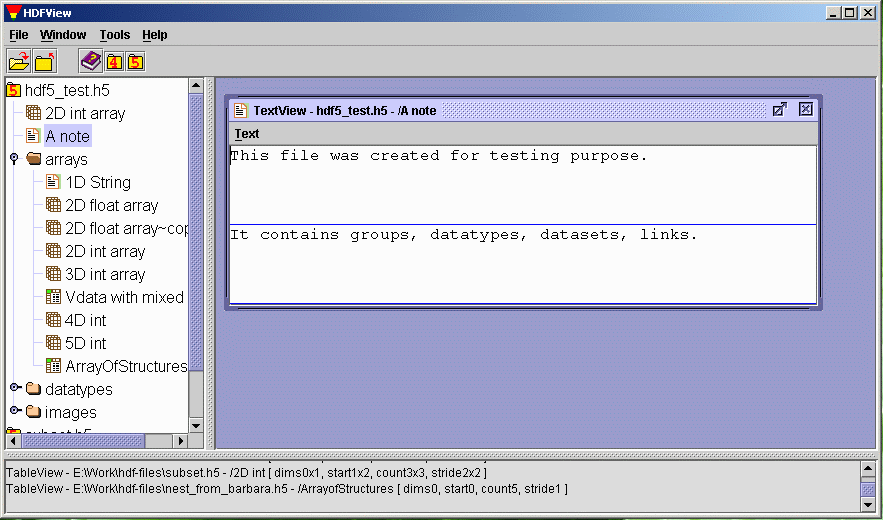 HDFView
File Window Tools Help
4 5
5 hdf5_test.h5
2D int array
A note
arrays
1D String
2D float array
2D float array~cop
2D int array
3D int array
Vdata with mixed
4D int
5D int
ArrayOfStructures
datatypes
images
subset.h5
TextView - hdf5_test.h5 - /A note
Text
This file was created for testing purpose.
It contains groups, datatypes, datasets, links.
TableView - E:\Work\hdf-files\subset.h5 - /2D int [ dims0x1, start1x2, count3x3, stride2x2 ]
TableView - E:\Work\hdf-files\nest_from_barbara.h5 - /ArrayofStructures [ dims0, start0, count5, stride1 ]